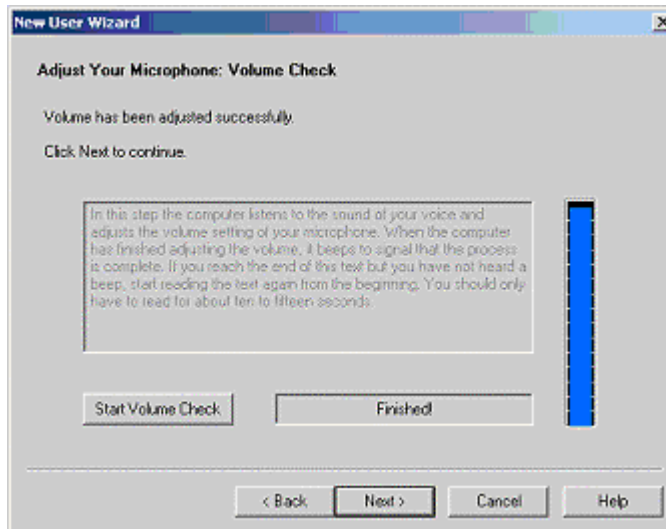 New User Wizard
Adjust Your Microphone: Volume Check
Volume has been adjusted successfully.
Click Next to continue.
In this step the computer listens to the sound of your voice and
adjusts the volume setting of your microphone. When the computer
has finished adjusting the volume, it beeps to signal that the process
is complete. If you reach the end of this text but you have not heard a
beep, start reading the text again from the beginning. You should only
have to read for about ten to fifteen seconds.
Start Volume Check
Finished!
< Back
Next >
Cancel
Help